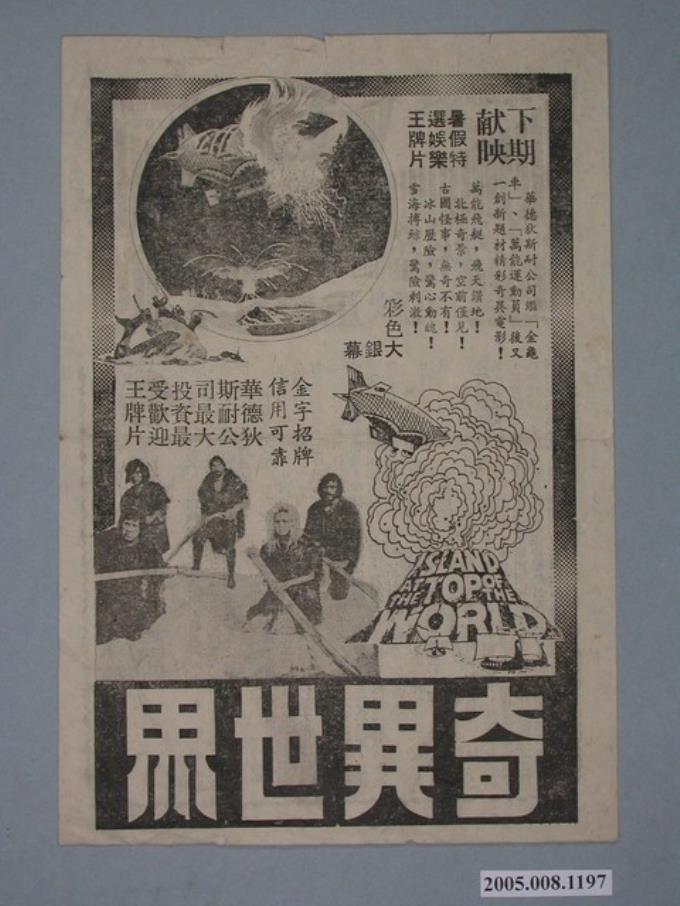 下期
献映
暑假特
選娛樂
王牌片
華德狄斯耐公司繼「金龜
車」、「萬能運動員」後又
一創新題材精彩奇異電影！
萬能飛艇，飛天鑽地！
北極奇景，空前僅見！
古國怪事，無奇不有！
冰山歷險，驚心動魄！
雪海搏鯨，驚險刺激！
彩色大
銀幕
金字招牌
信用可靠
華德狄
斯耐公
司最大
投資最
受歡迎
王牌片
ISLAND
AT TOP OF
THE THE
WORLD
奇異世界
2005.008.1197